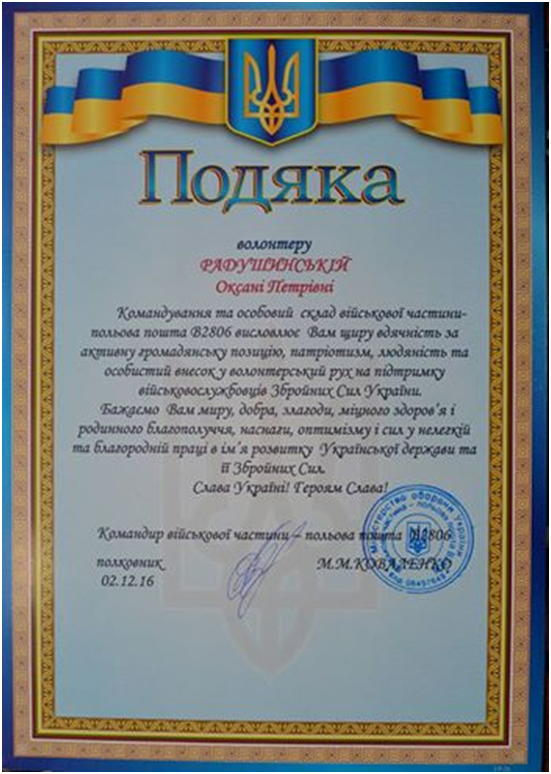 Подяка
волонтеру
РАДУШИНСЬКІЙ
Оксані Петрівні
Командування та особовий склад військової частини-
польова пошта В2806 висловлює Вам щиру вдячність за
активну громадянську позицію, патріотизм, людяність та
особистий внесок у волонтерський рух на підтримку
військовослужбовців Збройних Сил України.
Бажаємо Вам миру, добра, злагоди, міцного здоров'я і
родинного благополуччя, наснаги, оптимізму і сил у нелегкій
та благородній праці в ім'я розвитку Української держави та
її Збройних Сил.
Слава Україні! Героям Слава!
Командир військової частини – польова пошта В2806
полковник М.М.КОВАЛЕНКО
02.12.16
Міністерство оборони України